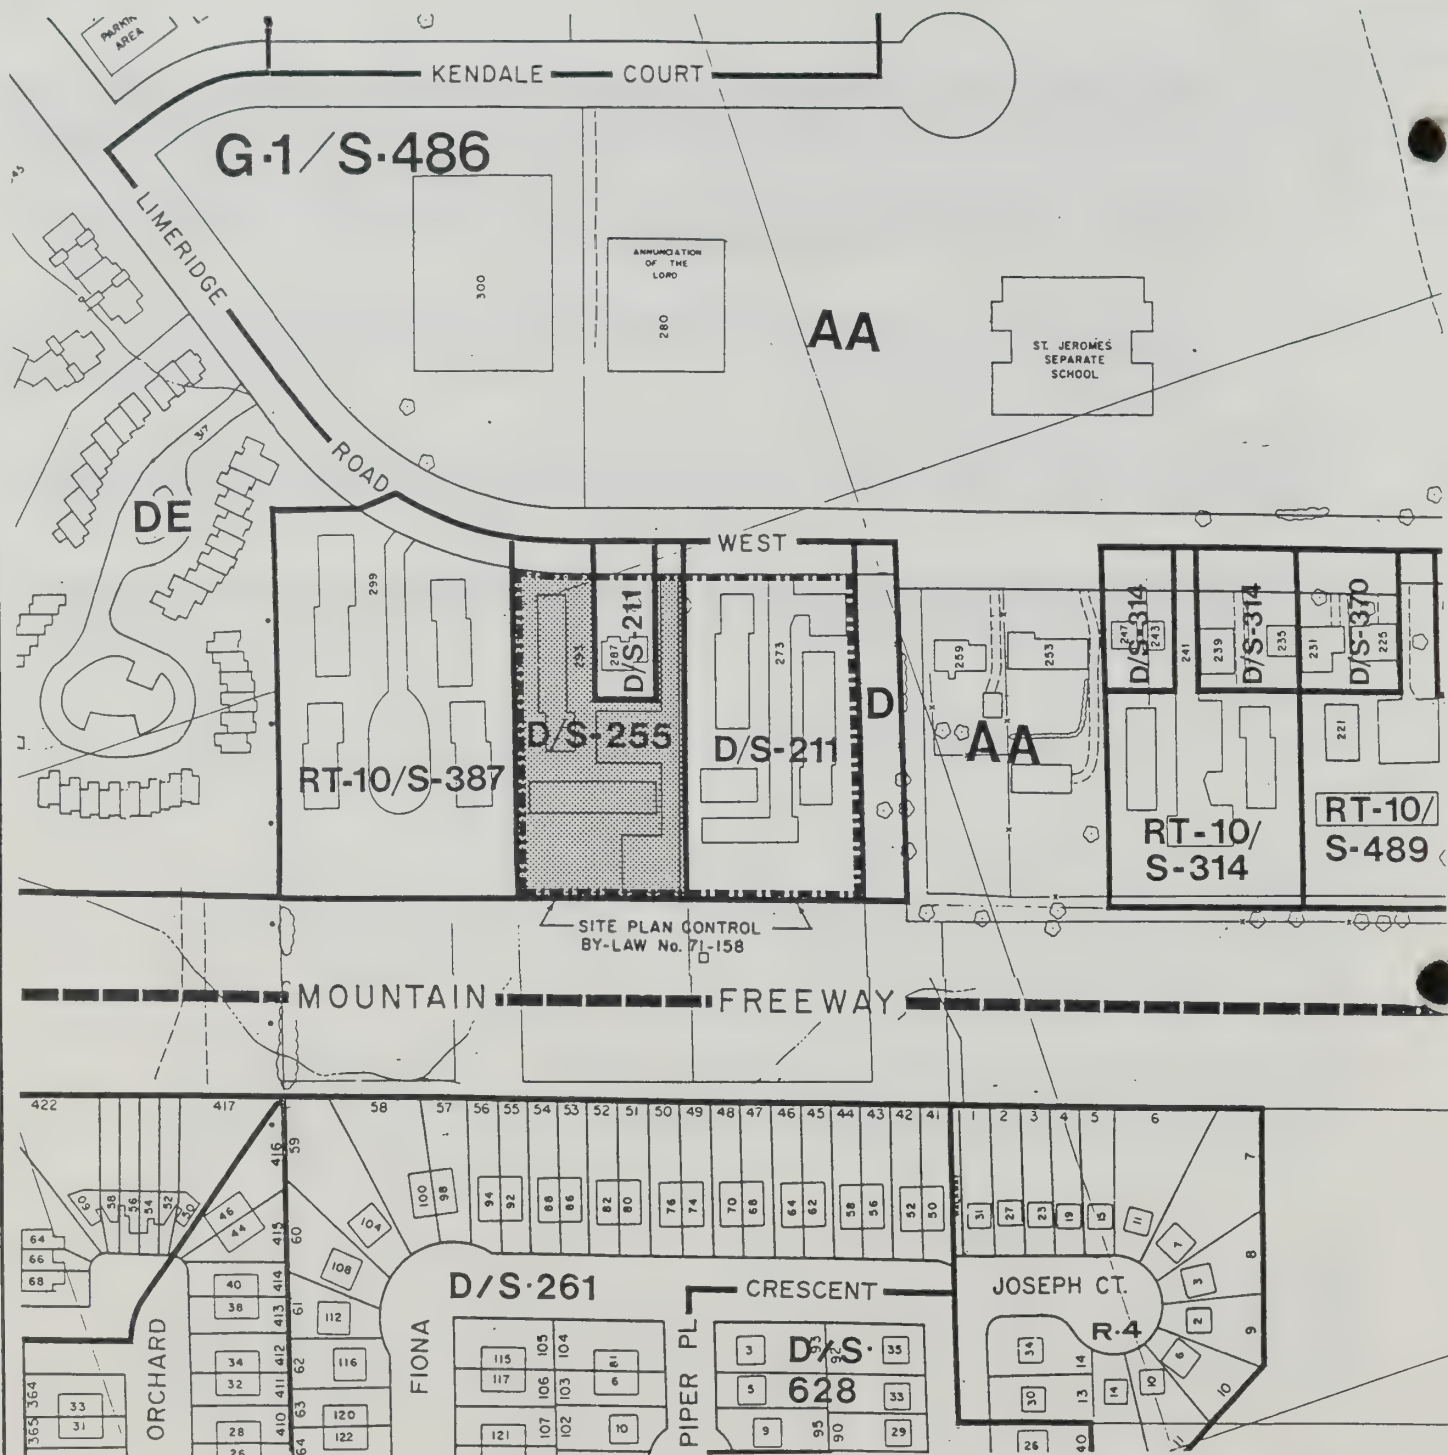 PARKING
AREA
KENDALE COURT
G·1/S·486
LIMERIDGE ROAD WEST
300
ANNUNCIATION
OF THE
LORD
280
AA
ST. JEROMES
SEPARATE
SCHOOL
317
DE
299
293
287
D/S-211
273
D
259
253
247
243
D/S-314
241
239
D/S-314
235
231
D/S-370
225
221
RT-10/S-387
D/S-255
D/S-211
AA
RT-10/
S-314
RT-10/
S-489
SITE PLAN CONTROL
BY-LAW No. 71-158
MOUNTAIN FREEWAY
422 417 58 57 56 55 54 53 52 51 50 49 48 47 46 45 44 43 42 41 1 2 3 4 5 6
416 59 7
60 58 56 54 52 50
46
44
104
100 98 94 92 88 86 82 80 76 74 70 68 64 62 58 56 52 50
WALKWAY
31 27 23 19 15 11 7
415 60 8
64
66
68
108
40
38
414
413 61
112
3
2
9
D/S·261
CRESCENT
JOSEPH CT.
R·4
ORCHARD
FIONA
PIPER PL
34
32
412
411 62
116
115
117
105 104
106 103
81
6
3
5
D/S·
628
93
92
35
33
34
30
14
13
14
10
6
10
364
365
33
31
28
26
410
63
64
120
122
121
107 102
10
9
95
90
29
26
40
11